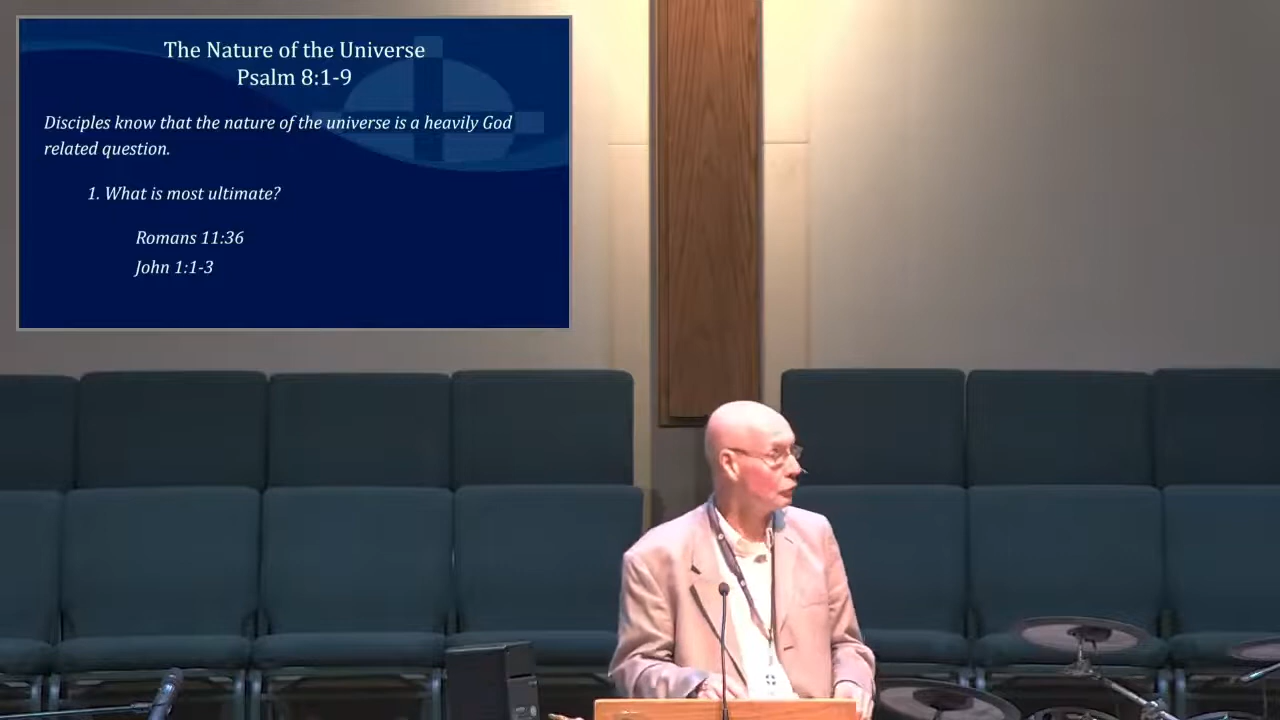 The Nature of the Universe
Psalm 8:1-9
Disciples know that the nature of the universe is a heavily God
related question.
1. What is most ultimate?
Romans 11:36
John 1:1-3